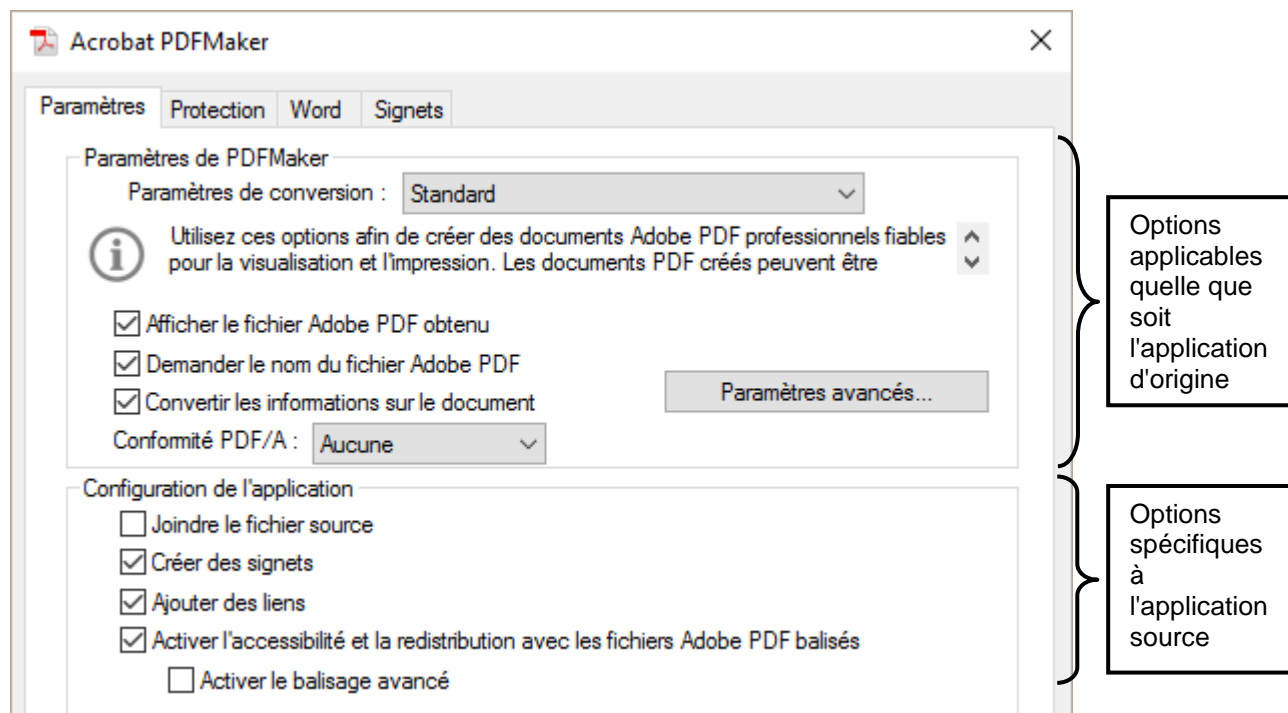 Acrobat PDFMaker
Paramètres Protection Word Signets
Paramètres de PDFMaker
Paramètres de conversion : Standard
Utilisez ces options afin de créer des documents Adobe PDF professionnels fiables
pour la visualisation et l'impression. Les documents PDF créés peuvent être
Afficher le fichier Adobe PDF obtenu
Demander le nom du fichier Adobe PDF
Convertir les informations sur le document
Paramètres avancés...
Conformité PDF/A : Aucune
Configuration de l'application
Joindre le fichier source
Créer des signets
Ajouter des liens
Activer l'accessibilité et la redistribution avec les fichiers Adobe PDF balisés
Activer le balisage avancé
Options
applicables
quelle que
soit
l'application
d'origine
Options
spécifiques
à
l'application
source